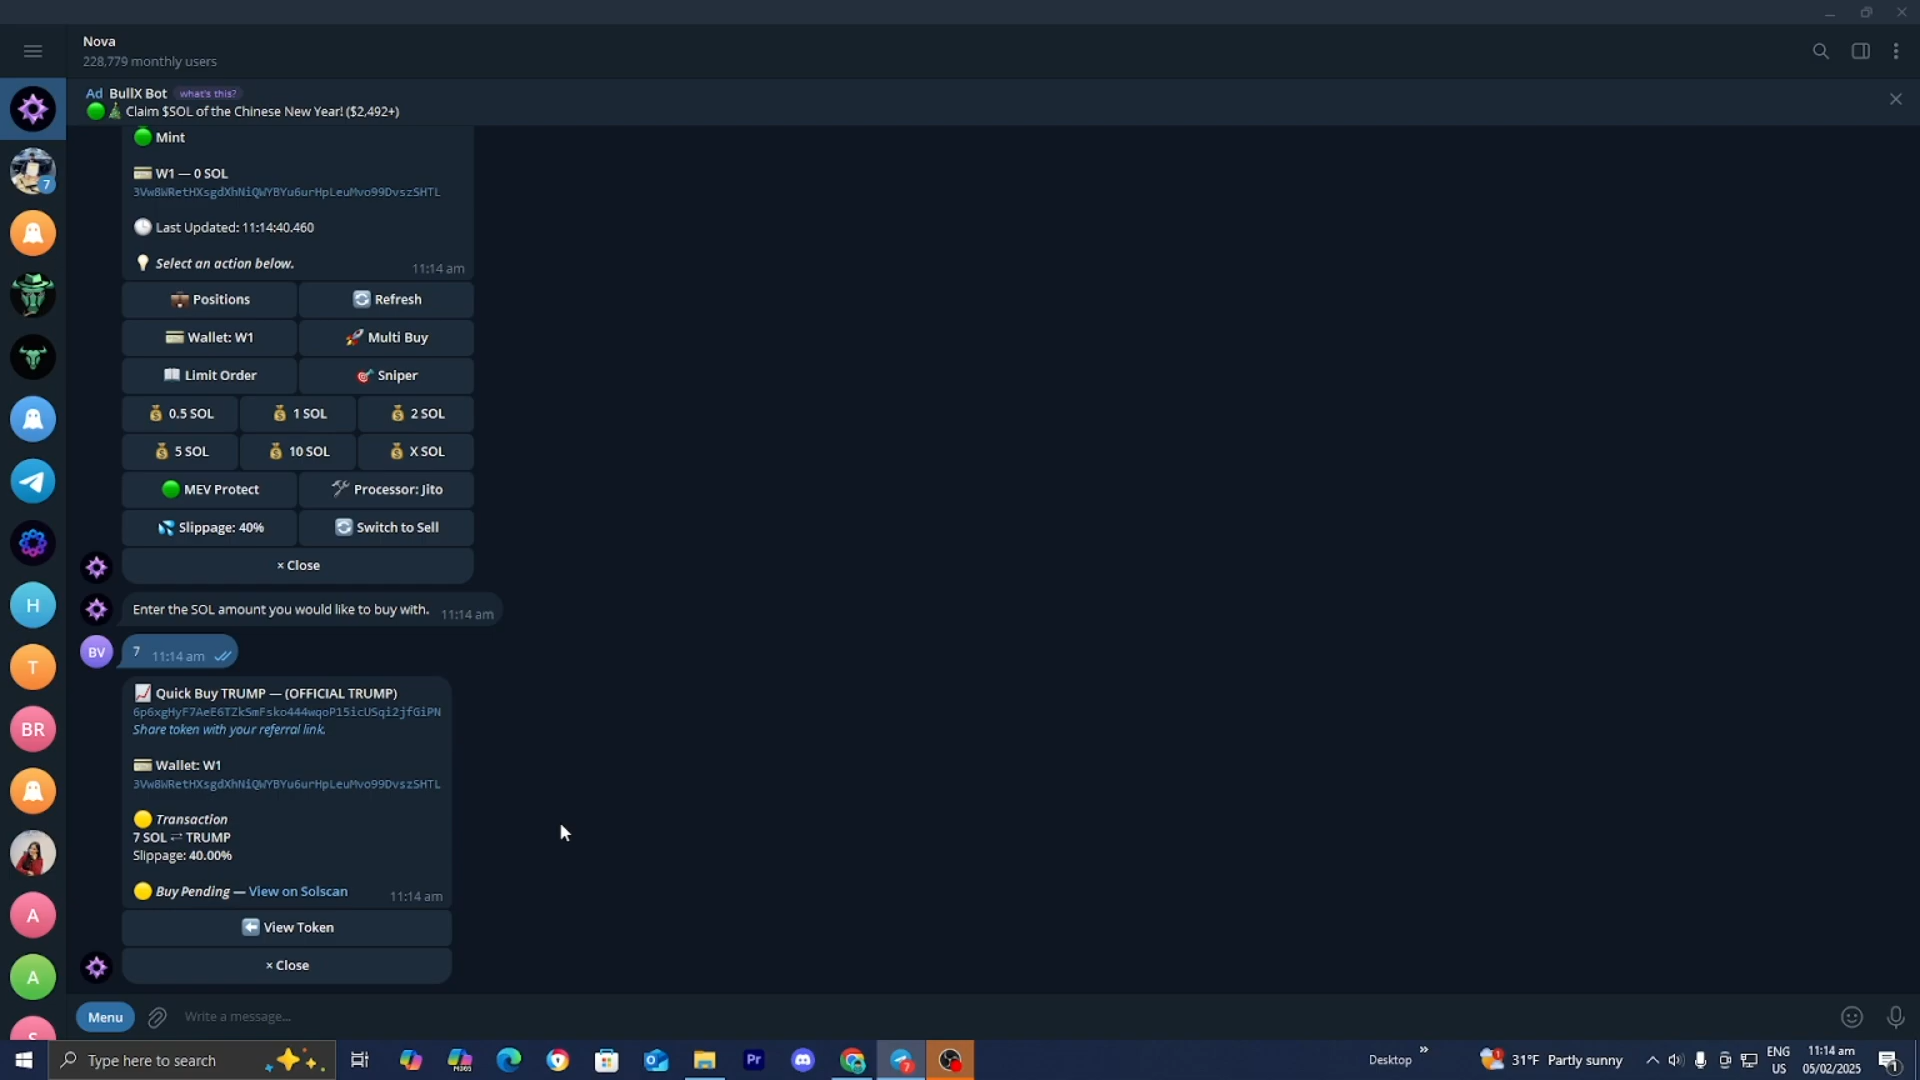 Nova
228,779 monthly users
Ad BullX Bot what's this?
Claim $SOL of the Chinese New Year! ($2,492+)
Mint
W1 — 0 SOL
3Vw8WRetHXsgdXhNiQWYBYu6urHpLeuMvo99DvszSHTL
Last Updated: 11:14:40.460
Select an action below.
11:14 am
Positions
Refresh
Wallet: W1
Multi Buy
Limit Order
Sniper
0.5 SOL
1 SOL
2 SOL
5 SOL
10 SOL
X SOL
MEV Protect
Processor: Jito
Slippage: 40%
Switch to Sell
× Close
Enter the SOL amount you would like to buy with. 11:14 am
BV
7 11:14 am
Quick Buy TRUMP — (OFFICIAL TRUMP)
6p6xgHyF7AeE6TZkSmFsko444wqoP15icUSqi2jfGiPN
Share token with your referral link.
Wallet: W1
3Vw8WRetHXsgdXhNiQWYBYu6urHpLeuMvo99DvszSHTL
Transaction
7 SOL ⇄ TRUMP
Slippage: 40.00%
Buy Pending — View on Solscan
11:14 am
View Token
× Close
7
H
T
BR
A
A
S
Menu
Write a message...
Type here to search
M365
Pr
7
Desktop
1
31°F Partly sunny
ENG
US
11:14 am
05/02/2025
1